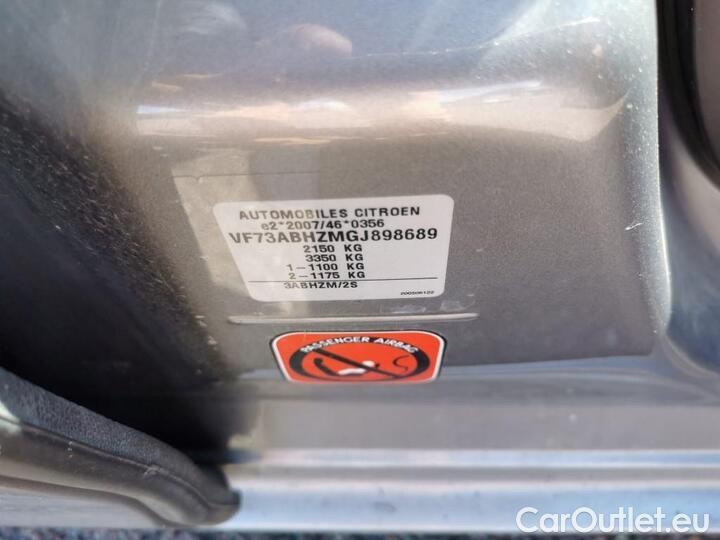 AUTOMOBILES CITROEN
e2*2007/46*0356
VF73ABHZMGJ898689
2150 KG
3350 KG
1-1100 KG
2-1175 KG
3ABHZM/2S
200506122
PASSENGER AIRBAG
CarOutlet.eu